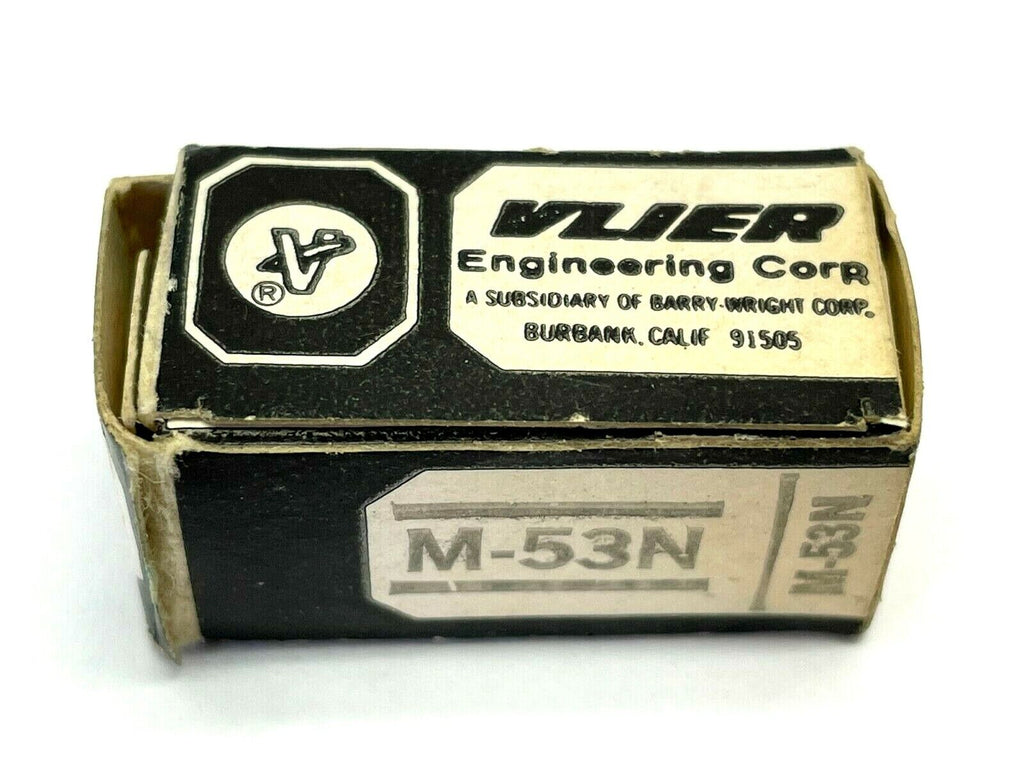 VLIER
Engineering Corp
A SUBSIDIARY OF BARRY-WRIGHT CORP.
BURBANK, CALIF 91505
V
®
M-53N
M-53N